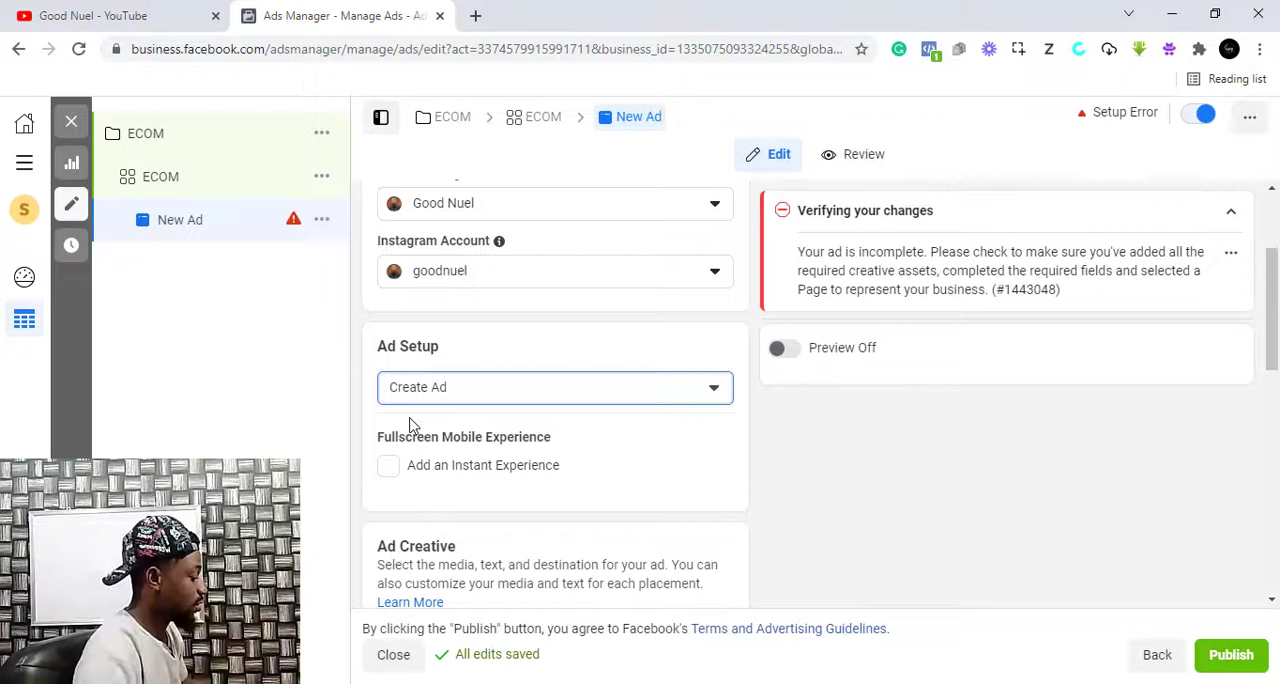 Good Nuel - YouTube
Ads Manager - Manage Ads - Ad
business.facebook.com/adsmanager/manage/ads/edit?act=3374579915991711&business_id=1335075093324255&globa...
1
Z
Reading list
ECOM
ECOM
New Ad
S
ECOM
ECOM
New Ad
Setup Error
Edit
Review
Good Nuel
Instagram Account
goodnuel
Ad Setup
Create Ad
Fullscreen Mobile Experience
Add an Instant Experience
Ad Creative
Select the media, text, and destination for your ad. You can
also customize your media and text for each placement.
Learn More
Verifying your changes
Your ad is incomplete. Please check to make sure you've added all the
required creative assets, completed the required fields and selected a
Page to represent your business. (#1443048)
Preview Off
By clicking the "Publish" button, you agree to Facebook's Terms and Advertising Guidelines.
Close
All edits saved
Back
Publish